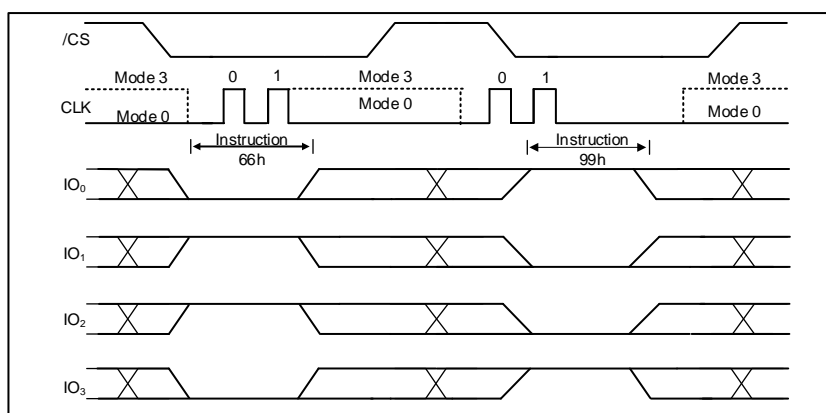 /CS
Mode 3 0 1 Mode 3 0 1 Mode 3
CLK Mode 0 Mode 0 Mode 0
Instruction Instruction
66h 99h
IO0
IO1
IO2
IO3